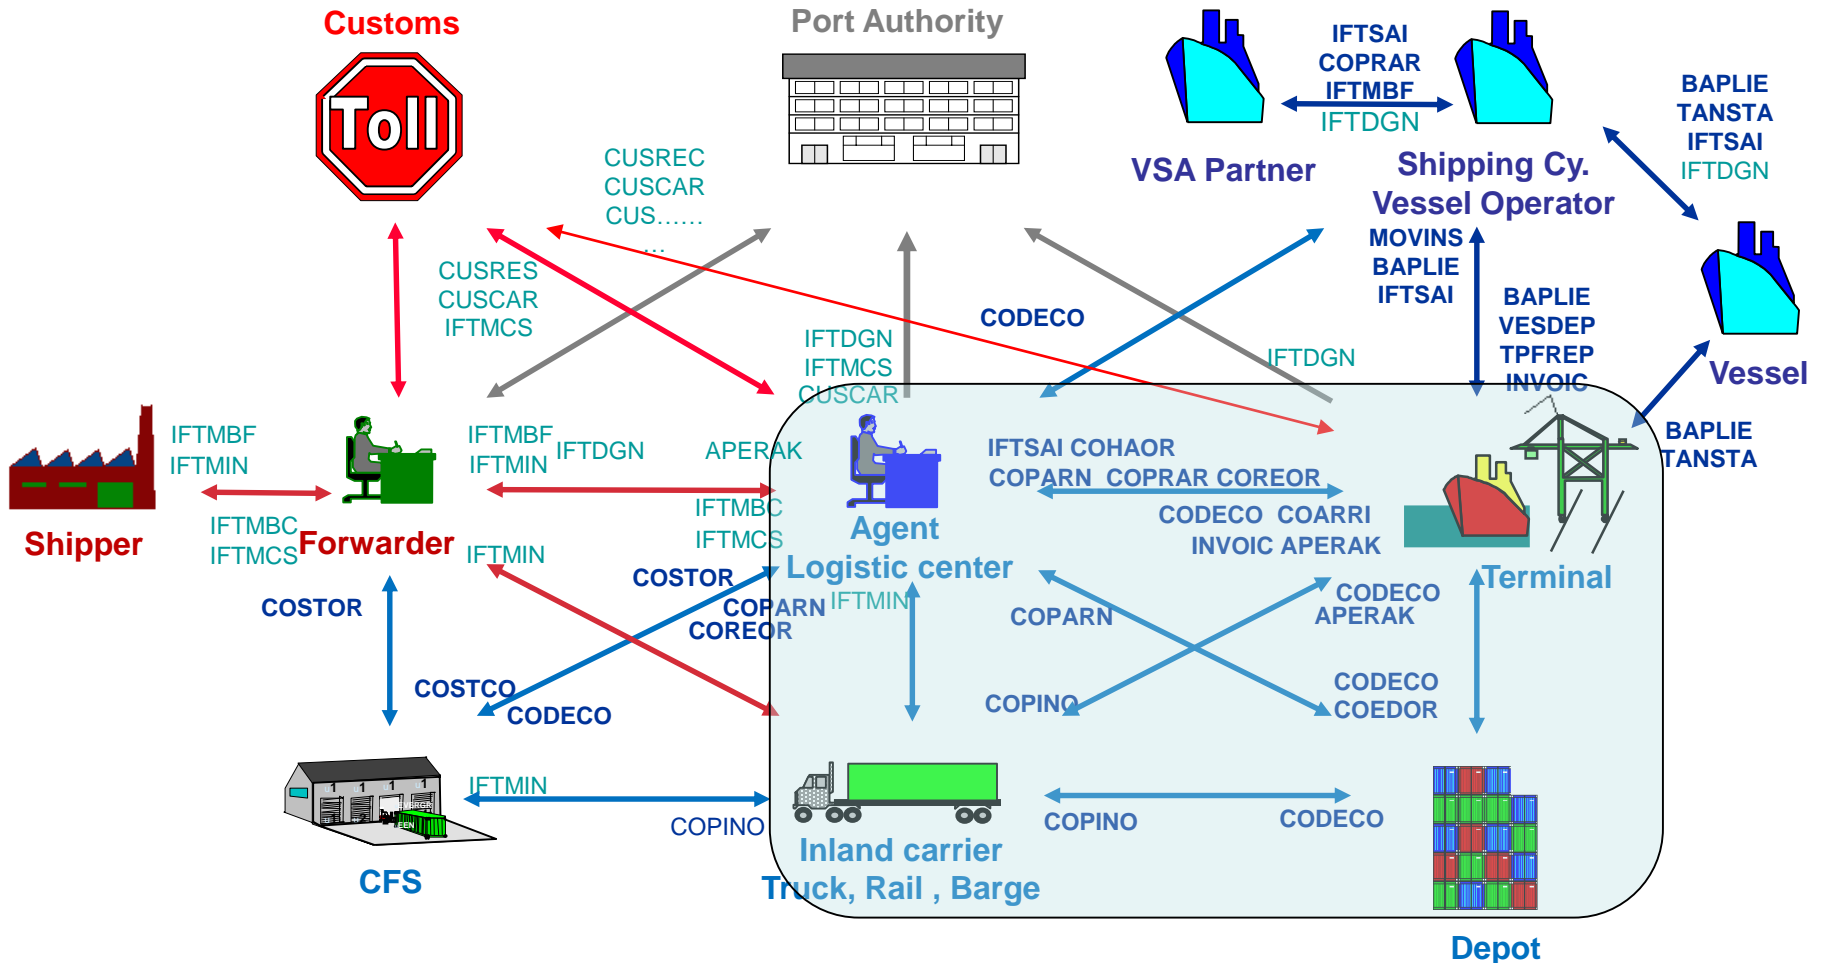 Customs
Port Authority
Toll
IFTSAI
COPRAR
IFTMBF
IFTDGN
BAPLIE
TANSTA
IFTSAI
IFTDGN
VSA Partner
Shipping Cy.
Vessel Operator
CUSREC
CUSCAR
CUS……
…
MOVINS
BAPLIE
IFTSAI
CUSRES
CUSCAR
IFTMCS
CODECO
BAPLIE
VESDEP
TPFREP
INVOIC
IFTDGN
IFTMCS
CUSCAR
IFTDGN
Vessel
IFTMBF
IFTMIN
IFTMBF
IFTMIN
IFTDGN
APERAK
IFTSAI COHAOR
COPARN COPRAR COREOR
BAPLIE
TANSTA
IFTMBC
IFTMCS
Shipper
Forwarder
IFTMIN
IFTMBC
IFTMCS
Agent
Logistic center
IFTMIN
CODECO COARRI
INVOIC APERAK
Terminal
COSTOR
COSTOR
COPARN
COREOR
COPARN
CODECO
APERAK
COSTCO
CODECO
COPINO
CODECO
COEDOR
IFTMIN
COPINO
COPINO
CODECO
CFS
Inland carrier
Truck, Rail , Barge
Depot